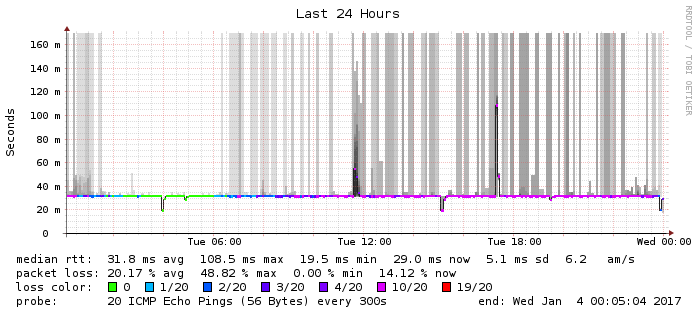 Last 24 Hours
RRDTOOL / TOBI OETIKER
Seconds
160 m
140 m
120 m
100 m
80 m
60 m
40 m
20 m
0
Tue 06:00 Tue 12:00 Tue 18:00 Wed 00:00
median rtt: 31.8 ms avg 108.5 ms max 19.5 ms min 29.0 ms now 5.1 ms sd 6.2 am/s
packet loss: 20.17 % avg 48.82 % max 0.00 % min 14.12 % now
loss color: 0 1/20 2/20 3/20 4/20 10/20 19/20
probe: 20 ICMP Echo Pings (56 Bytes) every 300s end: Wed Jan 4 00:05:04 2017